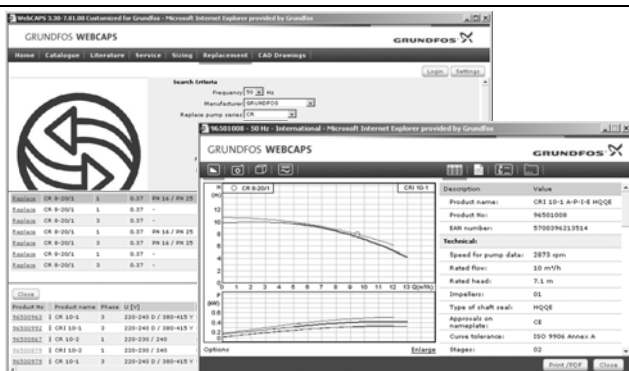 WebCAPS 3.30-7.01.00 Customized for Grundfos - Microsoft Internet Explorer provided by Grundfos
GRUNDFOS WEBCAPS
GRUNDFOS
Home Catalogue Literature Service Sizing Replacement CAD Drawings
Login Settings
Search Criteria
Frequency 50 Hz
Manufacturer GRUNDFOS
Replace pump series CR
Replace CR 8-20/1 1 0.37 PN 16 / PN 25
Replace CR 8-20/1 1 0.37 -
Replace CR 8-20/1 3 0.37 PN 16 / PN 25
Replace CR 8-20/1 1 0.37 PN 16 / PN 25
Replace CR 8-20/1 3 0.37 -
Replace CR 8-20/1 3 0.37 -
Close
Product No Product name Phase U [V]
96500963 I CR 10-1 3 220-240 D / 380-415 Y
96500992 I CRI 10-1 3 220-240 D / 380-415 Y
96500867 I CR 10-2 1 220-230 / 240
96500879 I CRI 10-2 1 220-230 / 240
96500979 I CR 10-1 3 220-240 D / 380-415 Y
96501008 - 50 Hz - International - Microsoft Internet Explorer provided by Grundfos
GRUNDFOS WEBCAPS
GRUNDFOS
H
(m)
CR 8-20/1
CRI 10-1
12
10
8
6
4
2
0
0 1 2 3 4 5 6 7 8 9 10 11 12 13 Q(m³/h)
P
(kW)
0.6
0.4
0.2
0
Options
Enlarge
Description Value
Product name: CRI 10-1 A-P-I-E HQQE
Product No: 96501008
EAN number: 5700396213514
Technical:
Speed for pump data: 2873 rpm
Rated flow: 10 m³/h
Rated head: 7.1 m
Impellers: 01
Type of shaft seal: HQQE
Approvals on nameplate: CE
Curve tolerance: ISO 9906 Annex A
Stages: 02
Print /PDF Close